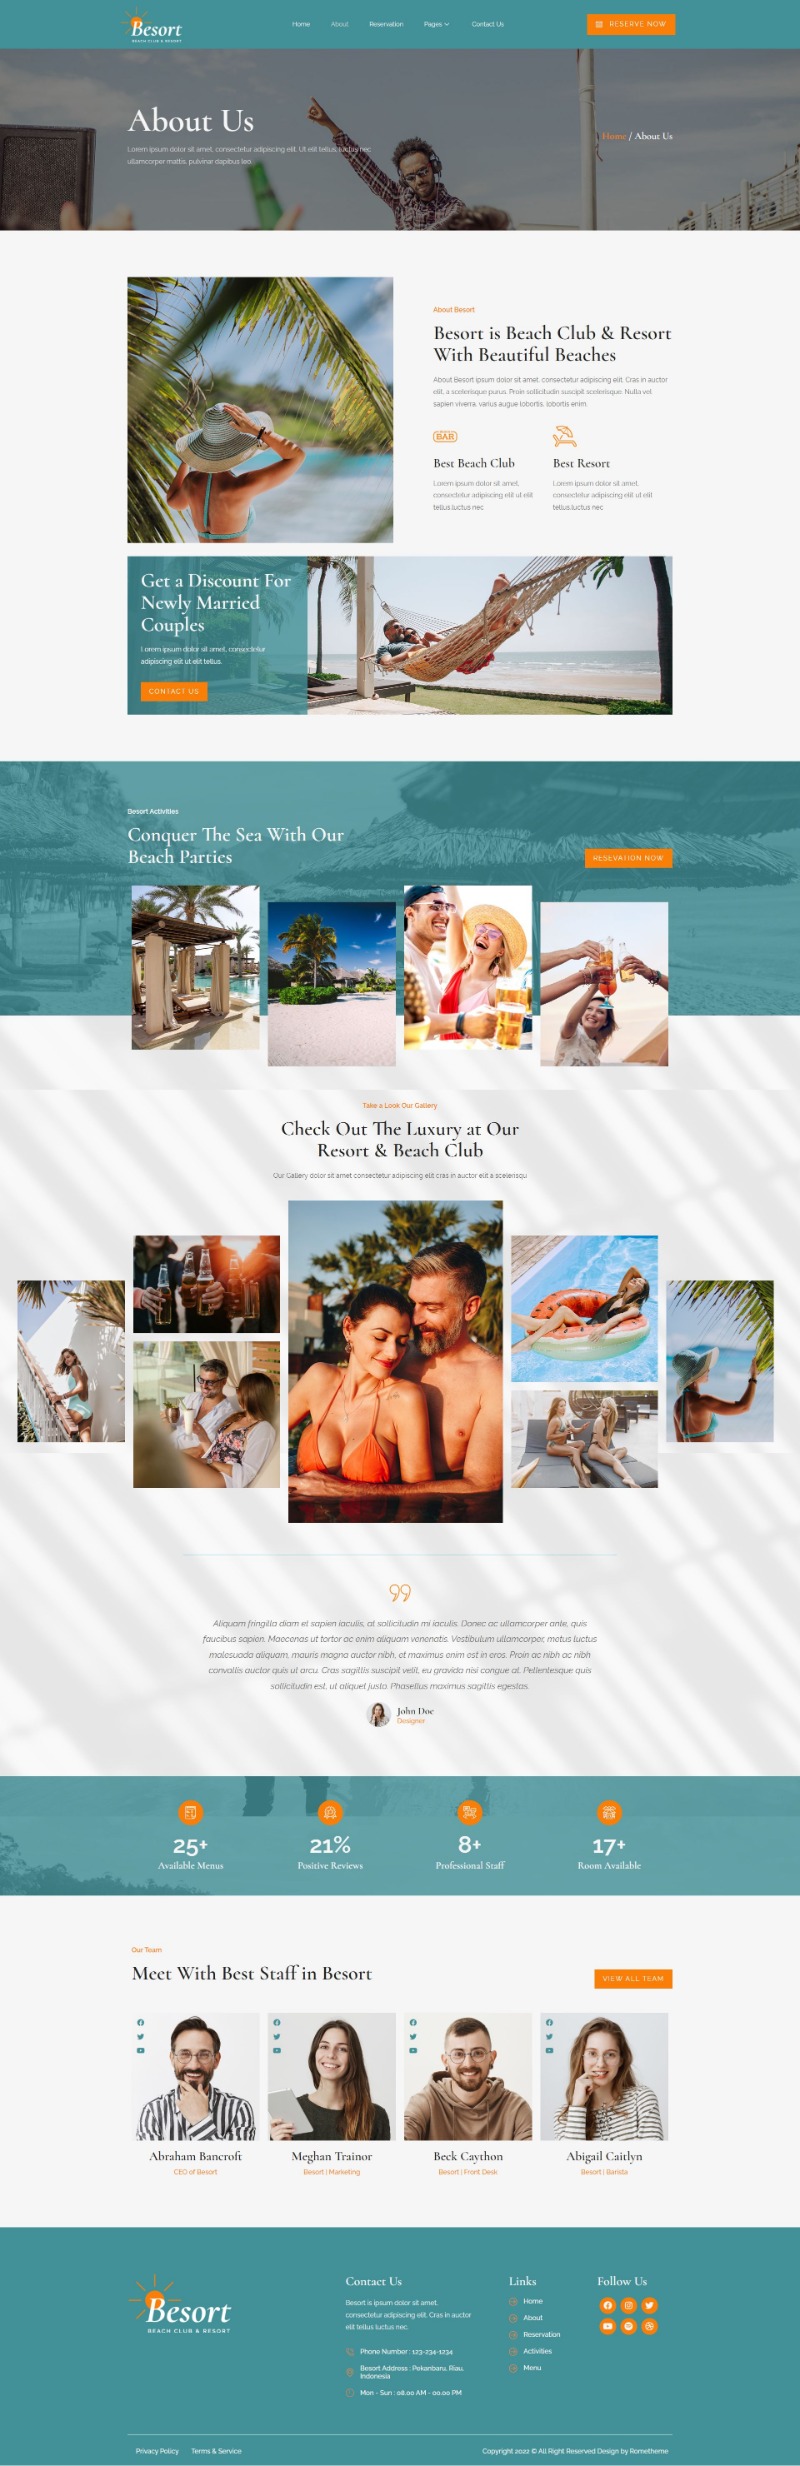 Besort
BEACH CLUB & RESORT
Home
About
Reservation
Pages
Contact Us
RESERVE NOW
About Us
Lorem ipsum dolor sit amet, consectetur adipiscing elit. Ut elit tellus, luctus nec
ullamcorper mattis, pulvinar dapibus leo.
Home / About Us
About Besort
Besort is Beach Club & Resort
With Beautiful Beaches
About Besort ipsum dolor sit amet, consectetur adipiscing elit. Cras in auctor
elit, a scelerisque purus. Proin sollicitudin suscipit scelerisque. Nulla vel
sapien viverra, varius augue lobortis, lobortis enim.
BAR
Best Beach Club
Lorem ipsum dolor sit amet,
consectetur adipiscing elit ut elit
tellus,luctus nec
Best Resort
Lorem ipsum dolor sit amet,
consectetur adipiscing elit ut elit
tellus,luctus nec
Get a Discount For
Newly Married
Couples
Lorem ipsum dolor sit amet, consectetur
adipiscing elit ut elit tellus.
CONTACT US
Besort Activities
Conquer The Sea With Our
Beach Parties
RESEVATION NOW
Take a Look Our Gallery
Check Out The Luxury at Our
Resort & Beach Club
Our Gallery dolor sit amet consectetur adipiscing elit cras in auctor elit a scelerisqu
Aliquam fringilla diam et sapien iaculis, at sollicitudin mi iaculis. Donec ac ullamcorper ante, quis
faucibus sapien. Maecenas ut tortor ac enim aliquam venenatis. Vestibulum ullamcorper, metus luctus
malesuada aliquam, mauris magna auctor nibh, et maximus enim est in eros. Proin ac nibh ac nibh
convallis auctor quis ut arcu. Cras sagittis suscipit velit, eu gravida nisi congue at. Pellentesque quis
sollicitudin est, ut aliquet justo. Phasellus maximus sagittis egestas.
John Doe
Designer
25+
Available Menus
21%
Positive Reviews
8+
Professional Staff
17+
Room Available
Our Team
Meet With Best Staff in Besort
VIEW ALL TEAM
Abraham Bancroft
CEO of Besort
Meghan Trainor
Besort | Marketing
Beck Caython
Besort | Front Desk
Abigail Caitlyn
Besort | Barista
Besort
BEACH CLUB & RESORT
Contact Us
Besort is ipsum dolor sit amet,
consectetur adipiscing elit. Cras in auctor
elit tellus luctus nec.
Phone Number : 123-234-1234
Besort Address : Pekanbaru, Riau,
Indonesia
Mon - Sun : 08.00 AM - 00.00 PM
Links
Home
About
Reservation
Activities
Menu
Follow Us
Privacy Policy
Terms & Service
Copyright 2022 © All Right Reserved Design by Rometheme